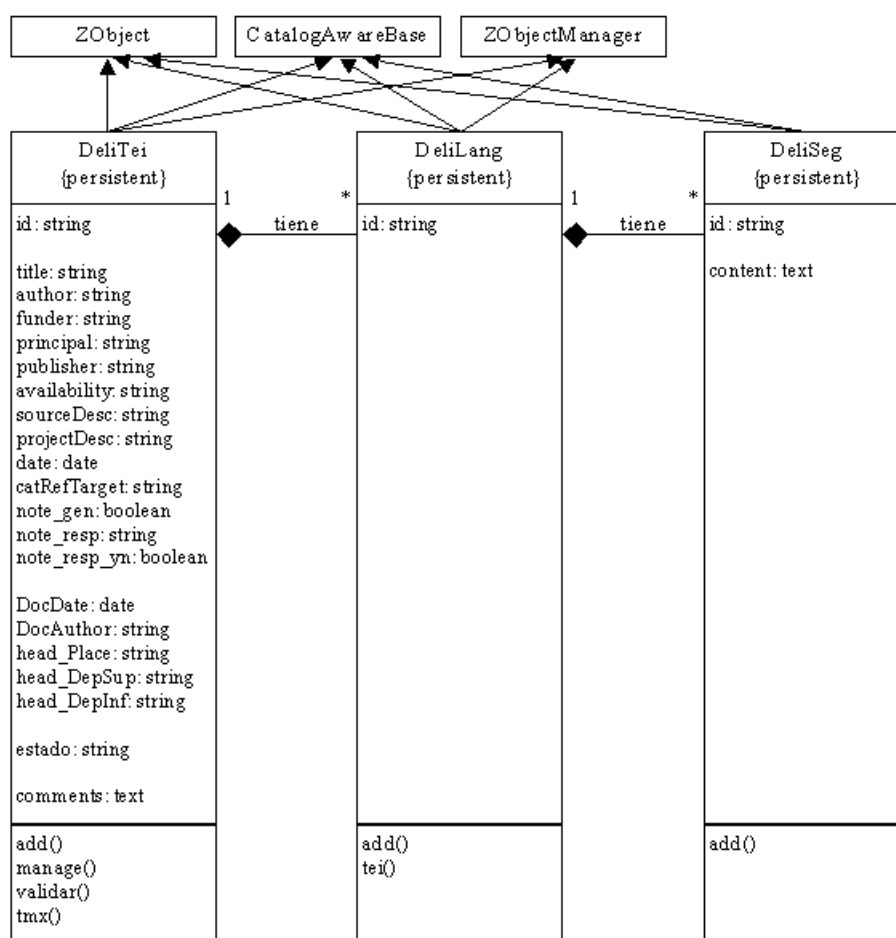 ZObject
CatalogAwareBase
ZObjectManager
DeliTei
{persistent}
DeliLang
{persistent}
DeliSeg
{persistent}
1
*
tiene
1
*
tiene
id: string
title: string
author: string
funder: string
principal: string
publisher: string
availability: string
sourceDesc: string
projectDesc: string
date: date
catRefTarget: string
note_gen: boolean
note_resp: string
note_resp_yn: boolean
DocDate: date
DocAuthor: string
head_Place: string
head_DepSup: string
head_DepInf: string
estado: string
comments: text
add()
manage()
validar()
tmx()
id: string
add()
tei()
id: string
content: text
add()